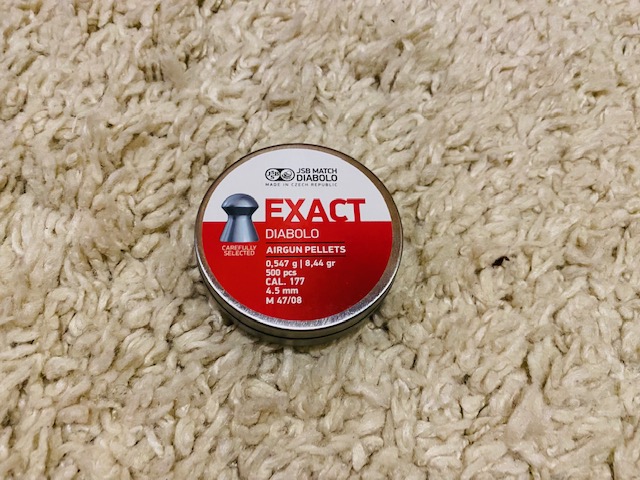 JSB MATCH
DIABOLO
MADE IN CZECH REPUBLIC
EXACT
DIABOLO
CAREFULLY
SELECTED
AIRGUN PELLETS
0,547 g | 8,44 gr
500 pcs
CAL. 177
4.5 mm
M 47/08